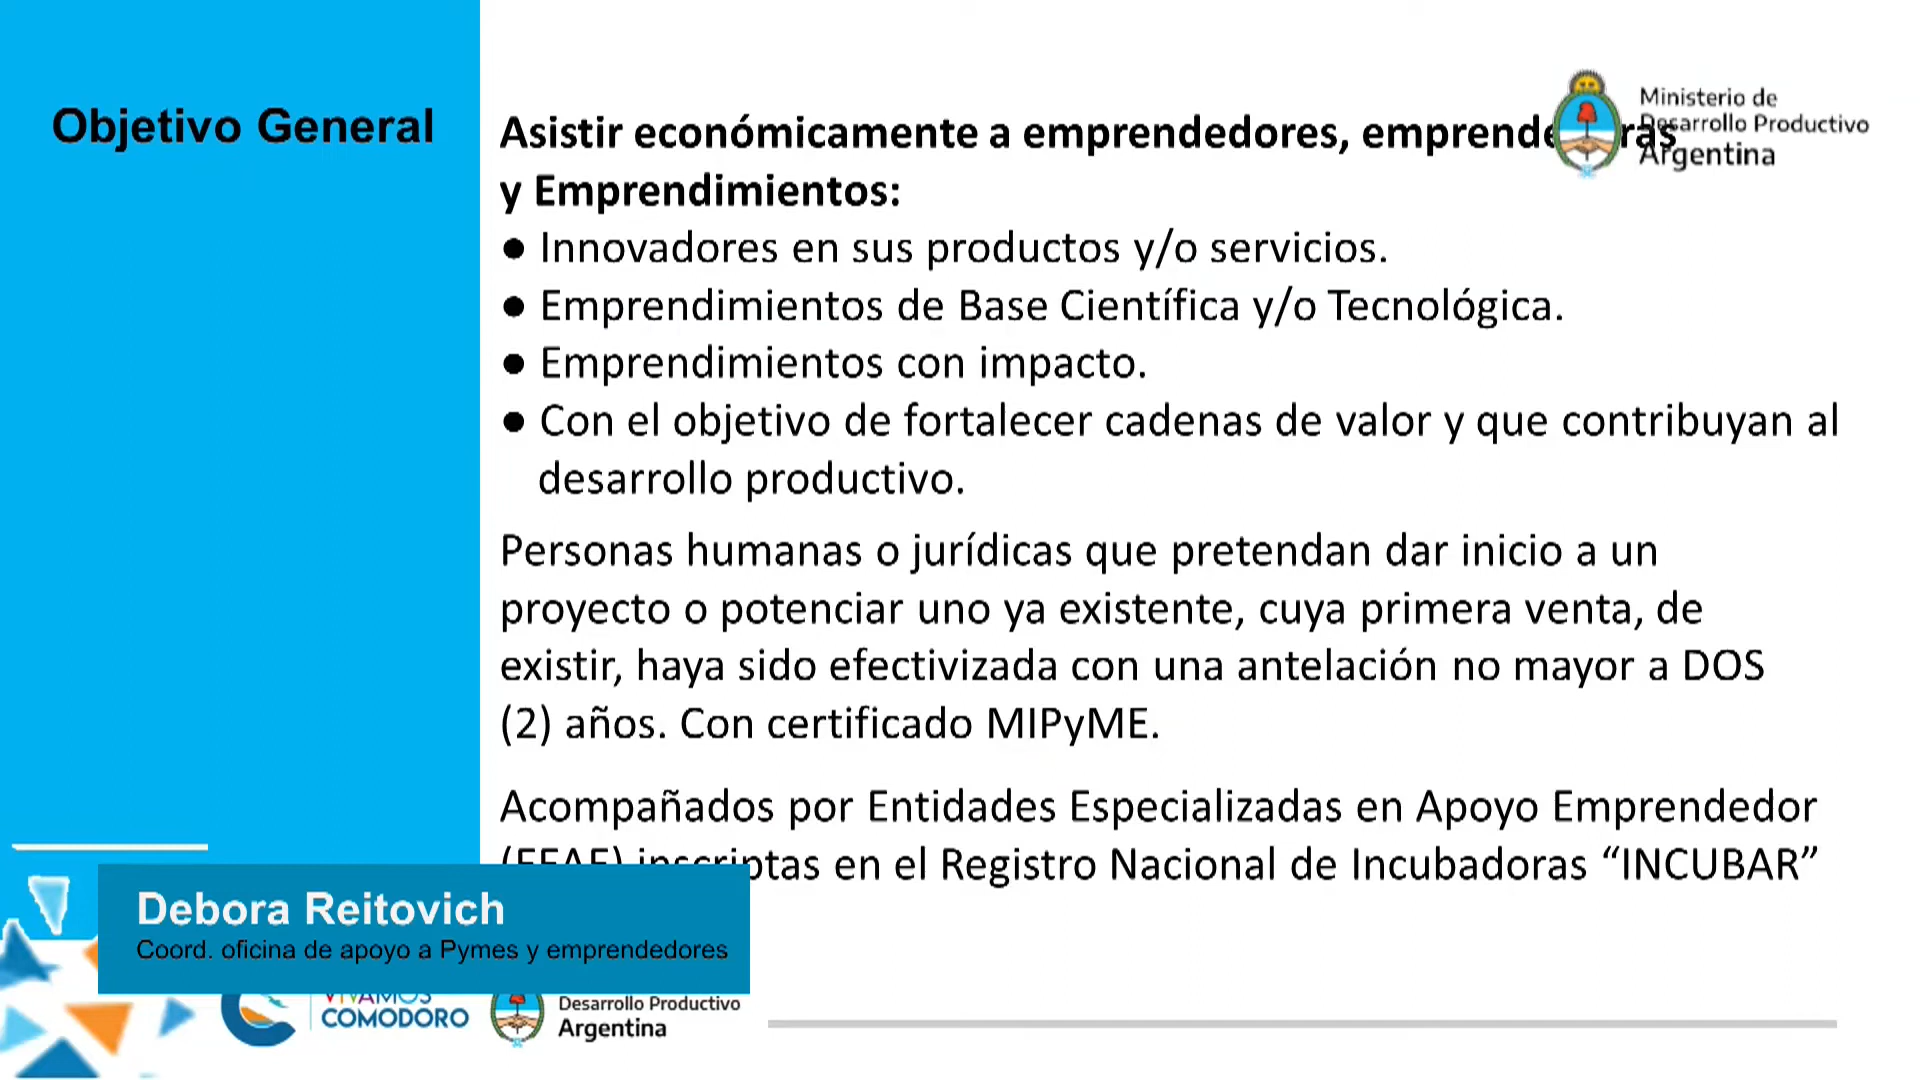 Objetivo General
Asistir económicamente a emprendedores,
y Emprendimientos:
● Innovadores en sus productos y/o servicios.
● Emprendimientos de Base Científica y/o Tecnológica.
● Emprendimientos con impacto.
● Con el objetivo de fortalecer cadenas de valor y que contribuyan al
desarrollo productivo.
Personas humanas o jurídicas que pretendan dar inicio a un
proyecto o potenciar uno ya existente, cuya primera venta, de
existir, haya sido efectivizada con una antelación no mayor a DOS
(2) años. Con certificado MIPyME.
Acompañados por Entidades Especializadas en Apoyo Emprendedor
en el Registro Nacional de Incubadoras “INCUBAR”
Ministerio de
Desarrollo Productivo
Argentina
Debora Reitovich
Coord. oficina de apoyo a Pymes y emprendedores
VIVAMOS
COMODORO
Desarrollo Productivo
Argentina